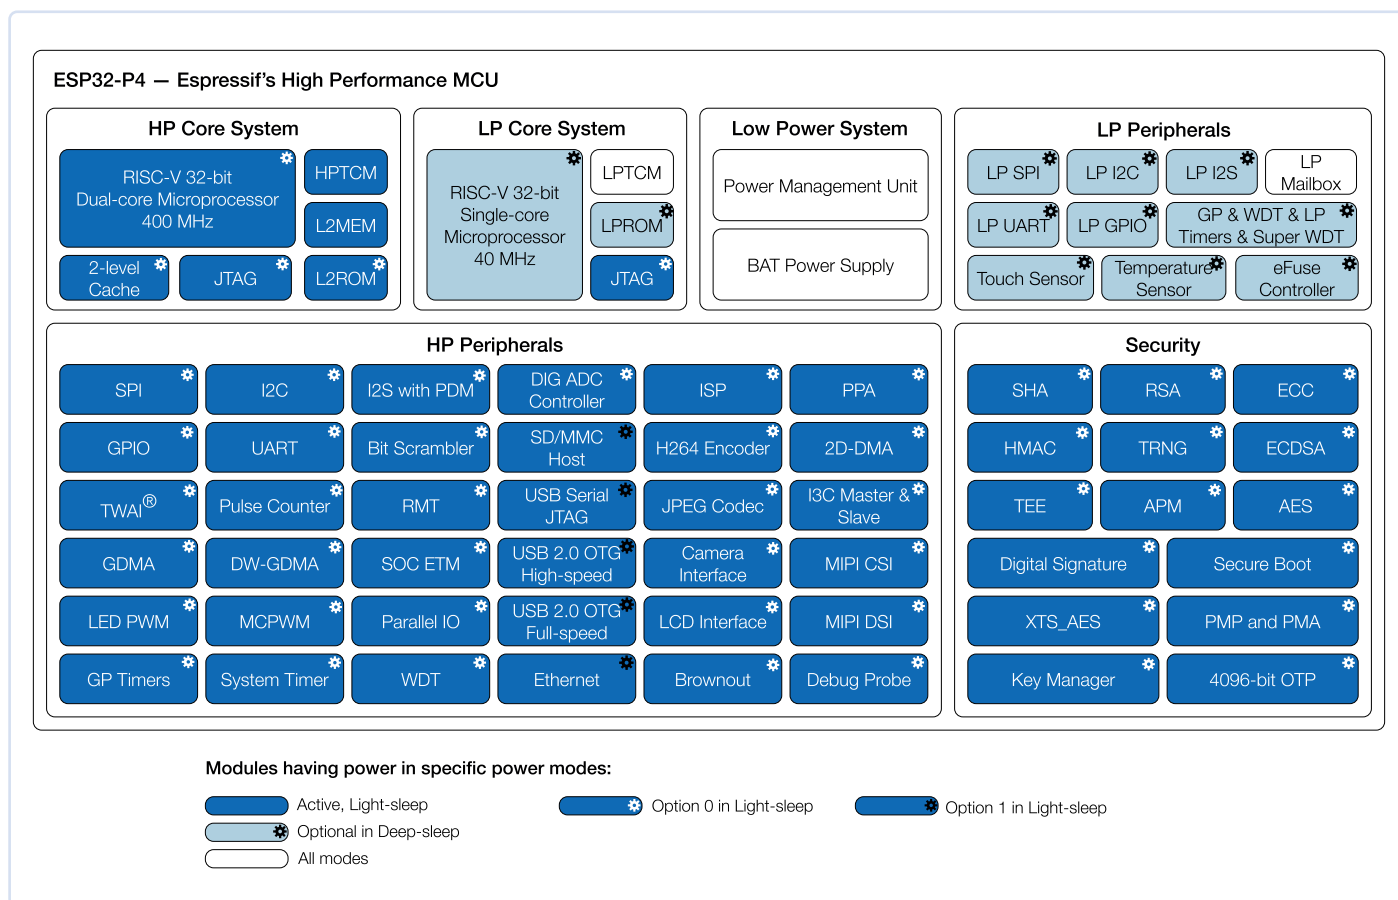 ESP32-P4 — Espressif's High Performance MCU
HP Core System
RISC-V 32-bit
Dual-core Microprocessor
400 MHz
HPTCM
L2MEM
2-level
Cache
JTAG
L2ROM
LP Core System
RISC-V 32-bit
Single-core
Microprocessor
40 MHz
LPTCM
LPROM
JTAG
Low Power System
Power Management Unit
BAT Power Supply
LP Peripherals
LP SPI
LP I2C
LP I2S
LP
Mailbox
LP UART
LP GPIO
GP & WDT & LP
Timers & Super WDT
Touch Sensor
Temperature
Sensor
eFuse
Controller
HP Peripherals
SPI
I2C
I2S with PDM
DIG ADC
Controller
ISP
PPA
GPIO
UART
Bit Scrambler
SD/MMC
Host
H264 Encoder
2D-DMA
TWAI®
Pulse Counter
RMT
USB Serial
JTAG
JPEG Codec
I3C Master &
Slave
GDMA
DW-GDMA
SOC ETM
USB 2.0 OTG
High-speed
Camera
Interface
MIPI CSI
LED PWM
MCPWM
Parallel IO
USB 2.0 OTG
Full-speed
LCD Interface
MIPI DSI
GP Timers
System Timer
WDT
Ethernet
Brownout
Debug Probe
Security
SHA
RSA
ECC
HMAC
TRNG
ECDSA
TEE
APM
AES
Digital Signature
Secure Boot
XTS_AES
PMP and PMA
Key Manager
4096-bit OTP
Modules having power in specific power modes:
Active, Light-sleep
Option 0 in Light-sleep
Option 1 in Light-sleep
Optional in Deep-sleep
All modes